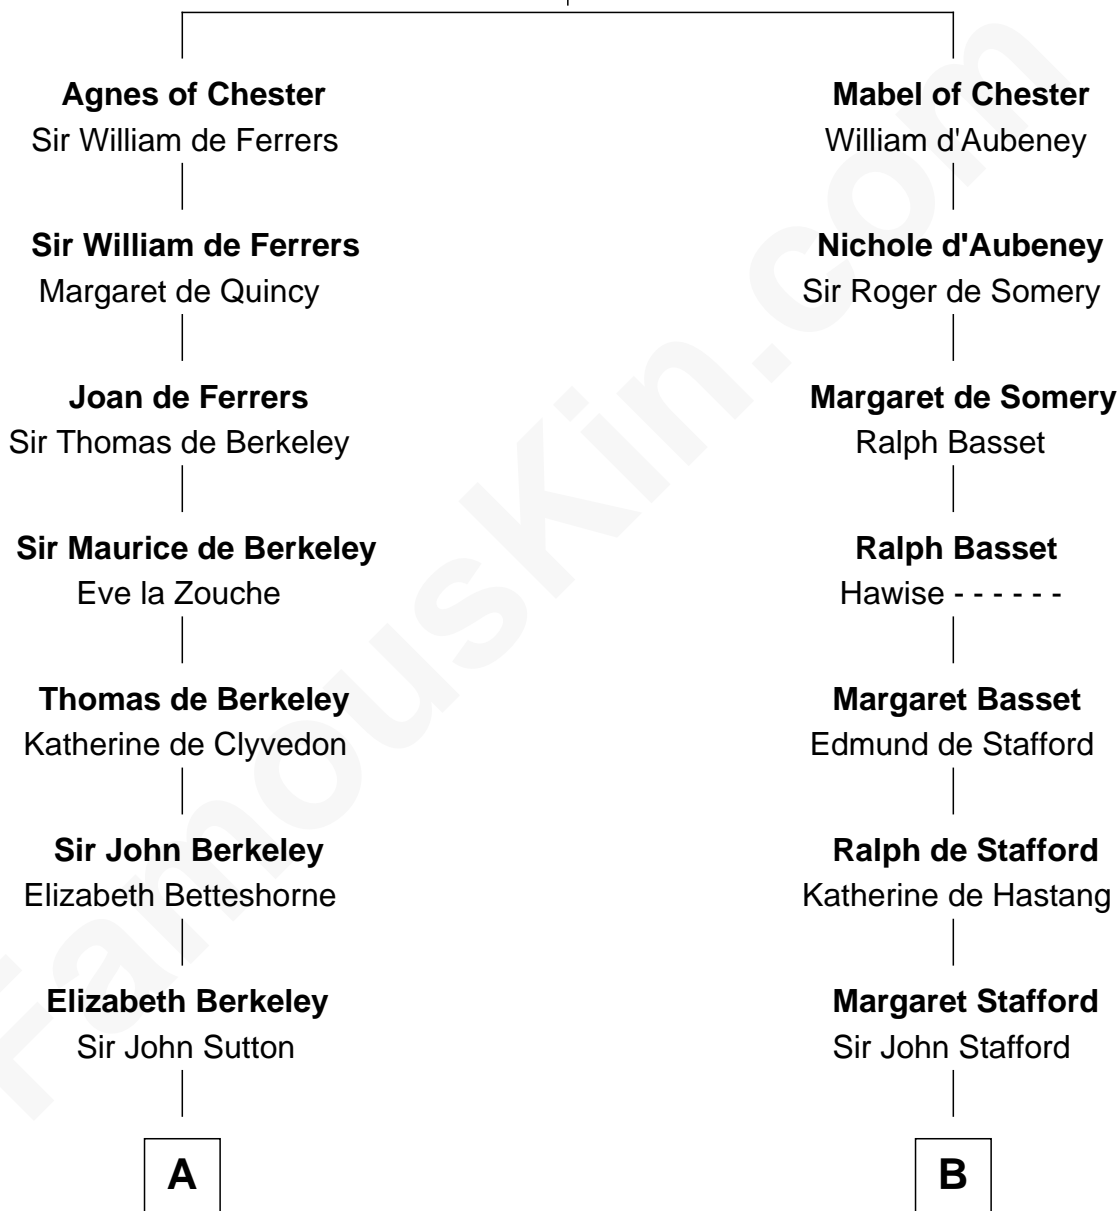 Agnes of Chester
Sir William de Ferrers
Sir William de Ferrers
Margaret de Quincy
Joan de Ferrers
Sir Thomas de Berkeley
Sir Maurice de Berkeley
Eve la Zouche
Thomas de Berkeley
Katherine de Clyvedon
Sir John Berkeley
Elizabeth Betteshorne
Elizabeth Berkeley
Sir John Sutton
A
Mabel of Chester
William d'Aubeney
Nichole d'Aubeney
Sir Roger de Somery
Margaret de Somery
Ralph Basset
Ralph Basset
Hawise - - - - - -
Margaret Basset
Edmund de Stafford
Ralph de Stafford
Katherine de Hastang
Margaret Stafford
Sir John Stafford
B
FamousKin.com